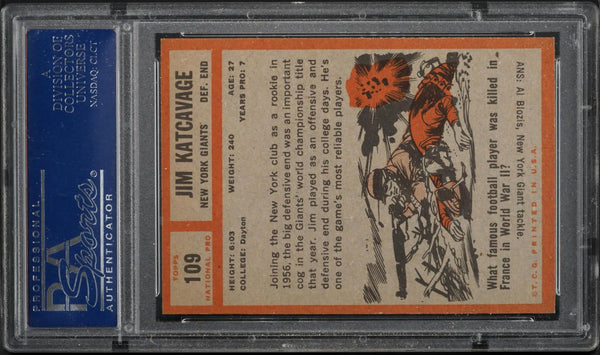 A
DIVISION OF
COLLECTORS
UNIVERSE
NASDAQ: CLCT
PROFESSIONAL
PSA
Sports
AUTHENTICATOR
TOPPS
109
NATIONAL PRO.
JIM KATCAVAGE
NEW YORK GIANTS DEF. END
HEIGHT: 6:03 WEIGHT: 240 AGE: 27
COLLEGE: Dayton YEARS PRO: 7
Joining the New York club as a rookie in
1956, the big defensive end was an important
cog in the Giants' world championship title
that year. Jim played as an offensive and
defensive end during his college days. He's
one of the game's most reliable players.
What famous football player was killed in
France in World War II?
ANS: Al Blozis, New York Giant tackle.
©T.C.G. PRINTED IN U.S.A.